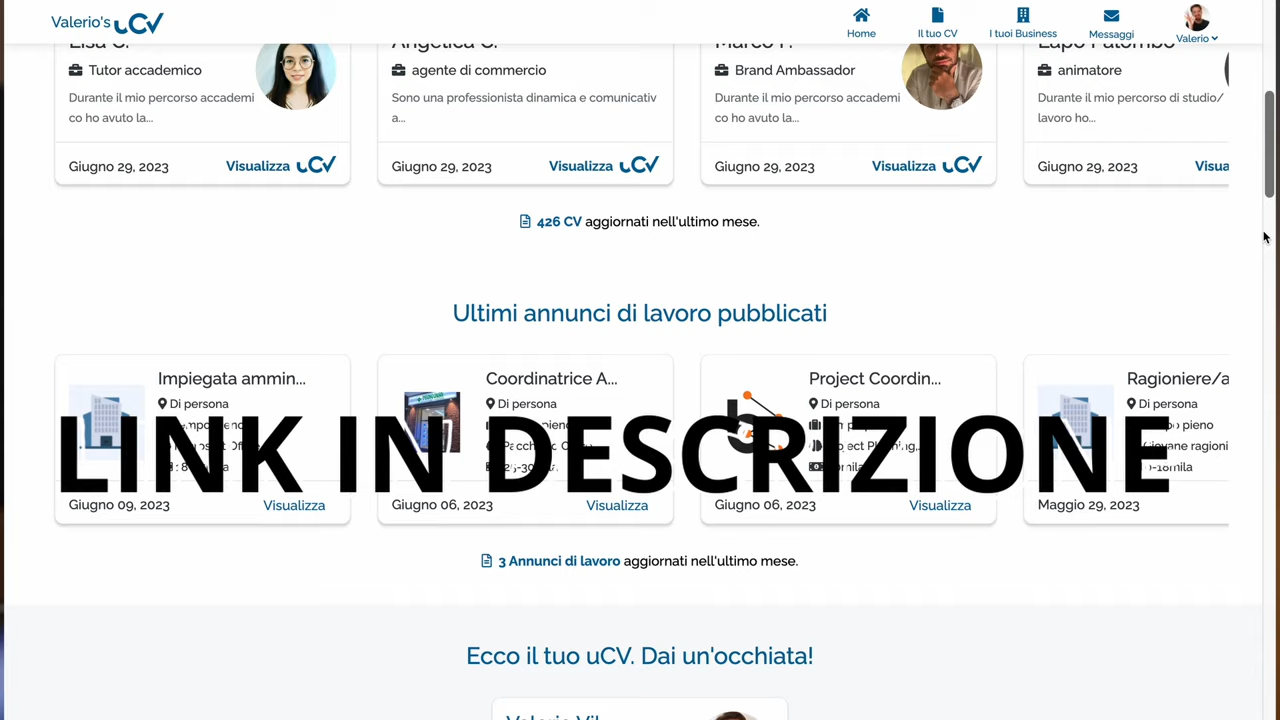 Valerio's uCV
Home
Il tuo CV
I tuoi Business
Messaggi
Valerio
Tutor accademico
Durante il mio percorso accademi
co ho avuto la...
Giugno 29, 2023
Visualizza uCV
agente di commercio
Sono una professionista dinamica e comunicativ
a...
Giugno 29, 2023
Visualizza uCV
Brand Ambassador
Durante il mio percorso accademi
co ho avuto la...
Giugno 29, 2023
Visualizza uCV
Lapo Palombo
animatore
Durante il mio percorso di studio/
lavoro ho...
Giugno 29, 2023
Visua
426 CV aggiornati nell'ultimo mese.
Ultimi annunci di lavoro pubblicati
Impiegata ammin...
Di persona
Giugno 09, 2023
Visualizza
Coordinatrice A...
Di persona
Giugno 06, 2023
Visualizza
Project Coordin...
Di persona
Giugno 06, 2023
Visualizza
Ragioniere/a
Di persona
pieno
Maggio 29, 2023
LINK IN DESCRIZIONE
3 Annunci di lavoro aggiornati nell'ultimo mese.
Ecco il tuo uCV. Dai un'occhiata!